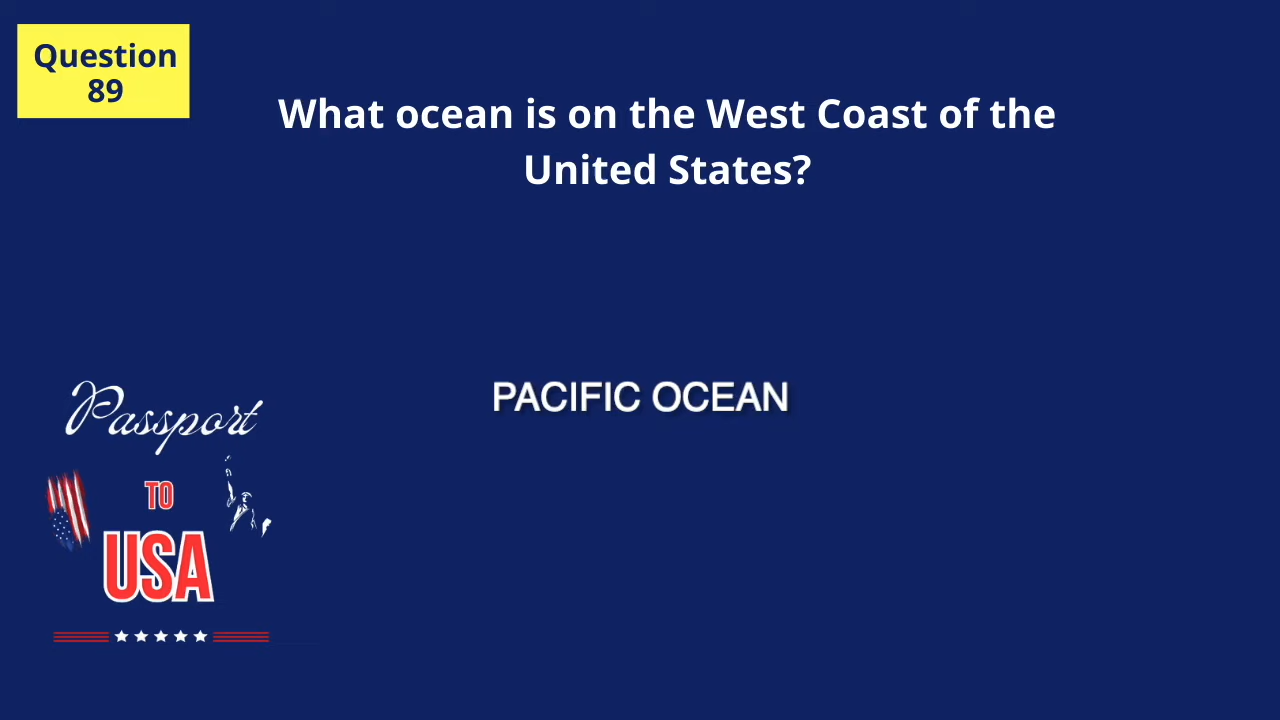 Question
89
What ocean is on the West Coast of the
United States?
PACIFIC OCEAN
Passport
TO
USA